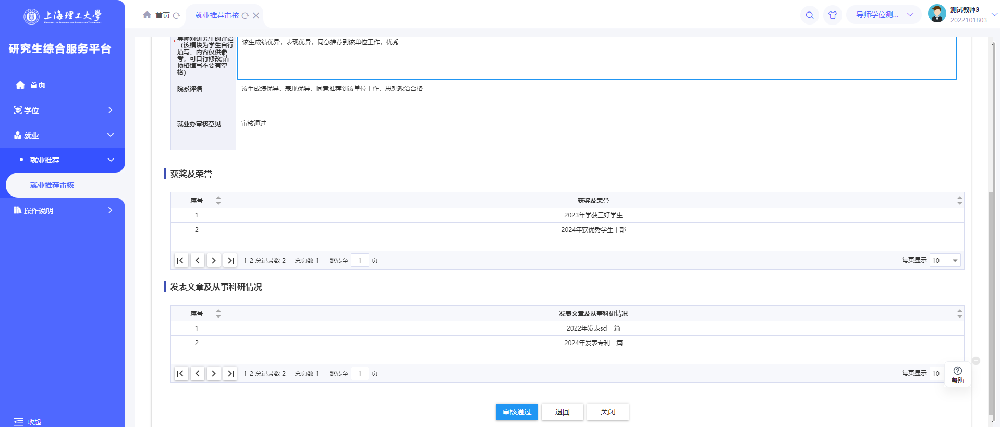 上海理工大学
UNIVERSITY OF SHANGHAI FOR SCIENCE AND TECHNOLOGY
研究生综合服务平台
首页
学位
就业
就业推荐
就业推荐审核
操作说明
收起
首页
就业推荐审核
导师学位测...
测试教师3
2022101803
* 导师对研究生的评语
（该模块为学生自行
填写，内容仅供参
考，可自行修改;请
顶格填写不要有空
格）
该生成绩优异，表现优异，同意推荐到该单位工作，优秀
院系评语
该生成绩优异，表现优异，同意推荐到该单位工作，思想政治合格
就业办审核意见
审核通过
获奖及荣誉
序号 获奖及荣誉
1 2023年学获三好学生
2 2024年获优秀学生干部
1-2 总记录数 2 总页数 1 跳转至 1 页 每页显示 10
发表文章及从事科研情况
序号 发表文章及从事科研情况
1 2022年发表scl一篇
2 2024年发表专利一篇
1-2 总记录数 2 总页数 1 跳转至 1 页 每页显示 10
帮助
审核通过 退回 关闭